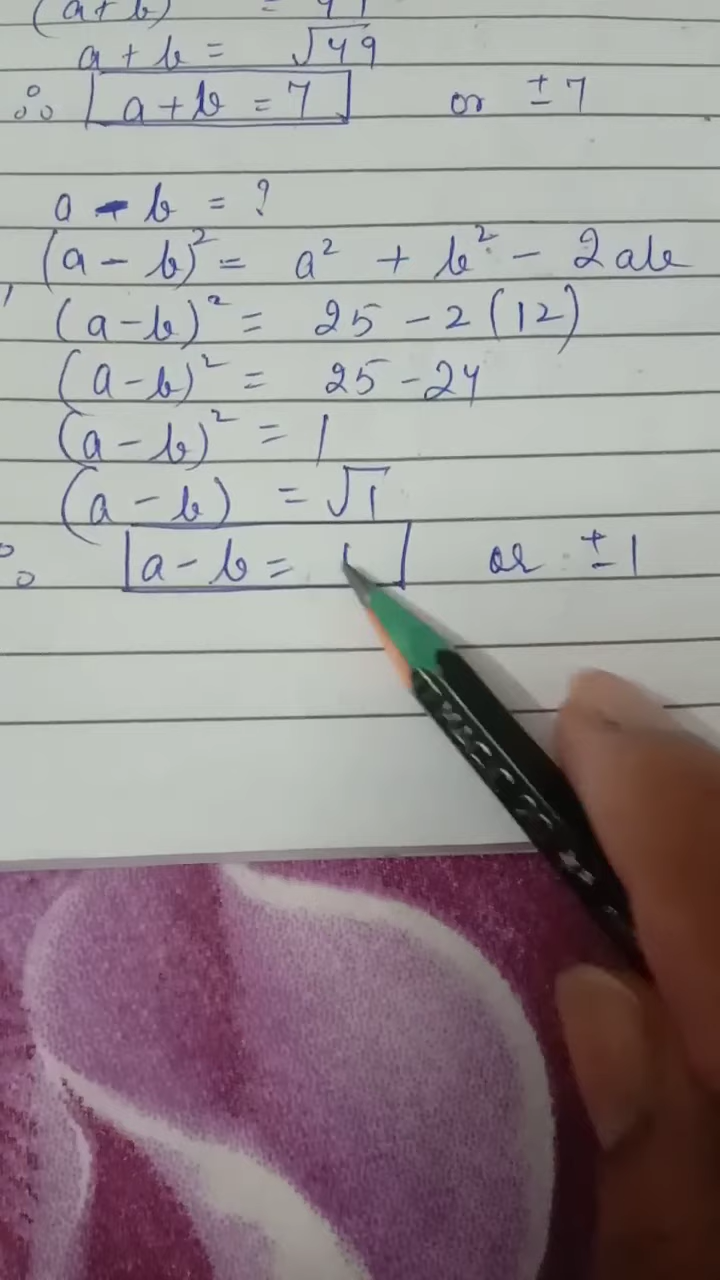 (a+b) = 49
a + b = √49
∴ a+b = 7 or ±7
a - b = ?
(a - b)² = a² + b² - 2ab
(a-b)² = 25 - 2(12)
(a-b)² = 25 - 24
(a-b)² = 1
(a-b) = √1
∴ a-b = 1 or ±1